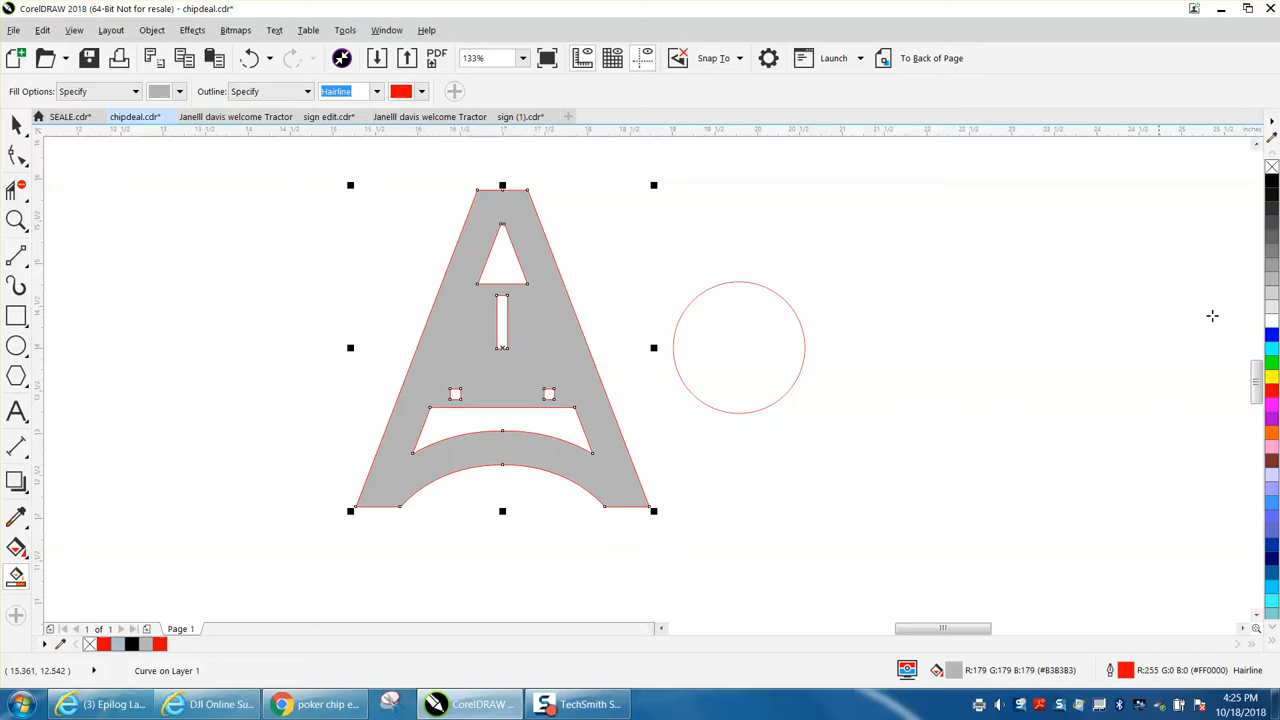 CorelDRAW 2018 (64-Bit Not for resale) - chipdeal.cdr*
File Edit View Layout Object Effects Bitmaps Text Table Tools Window Help
PDF 133% Snap To Launch To Back of Page
Fill Options: Specify Outline: Specify Hairline
SEALE.cdr* chipdeal.cdr* Janelll davis welcome Tractor sign edit.cdr* Janelll davis welcome Tractor sign (1).cdr*
inches
1 of 1 Page 1
( 15.361, 12.542 ) Curve on Layer 1 R:179 G:179 B:179 (#B3B3B3) R:255 G:0 B:0 (#FF0000) Hairline
(3) Epilog La... DJI Online Su... poker chip e... CorelDRAW ... TechSmith S...
4:25 PM
10/18/2018